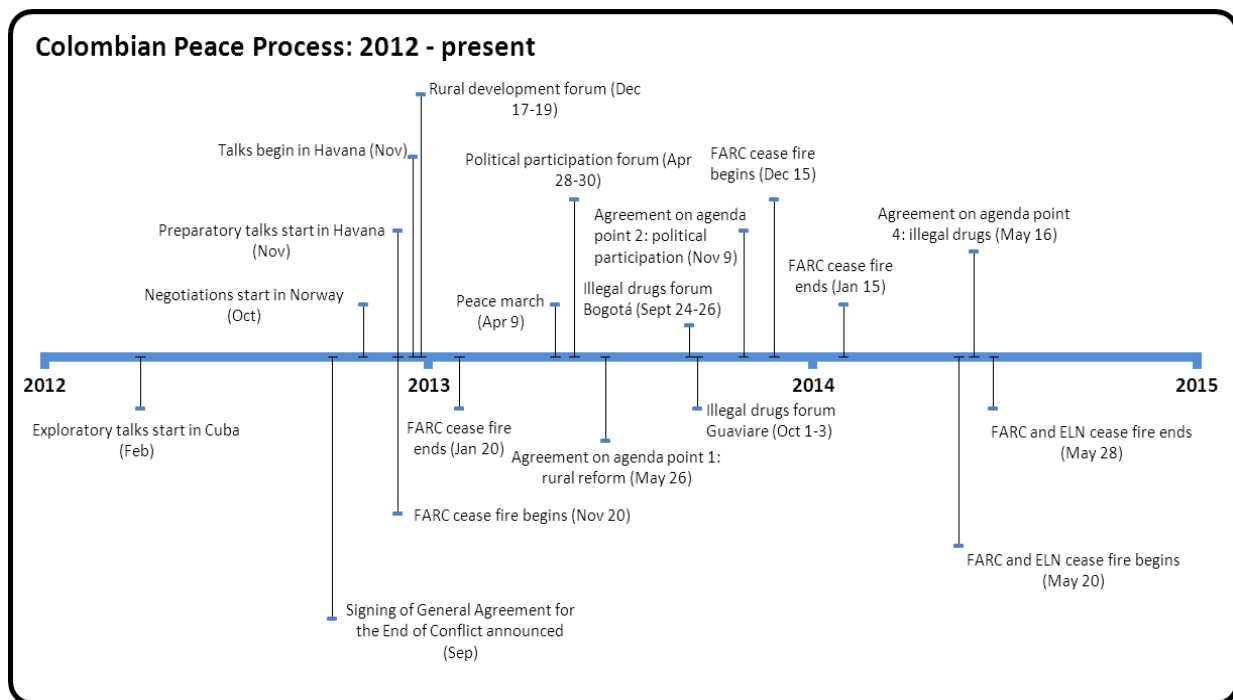 Colombian Peace Process: 2012 - present
Rural development forum (Dec
17-19)
Talks begin in Havana (Nov)
Political participation forum (Apr
28-30)
FARC cease fire
begins (Dec 15)
Preparatory talks start in Havana
(Nov)
Agreement on agenda
point 2: political
participation (Nov 9)
Agreement on agenda point
4: illegal drugs (May 16)
Negotiations start in Norway
(Oct)
Peace march
(Apr 9)
Illegal drugs forum
Bogotá (Sept 24-26)
FARC cease fire
ends (Jan 15)
2012
2013
2014
2015
Exploratory talks start in Cuba
(Feb)
FARC cease fire
ends (Jan 20)
Agreement on agenda point 1:
rural reform (May 26)
Illegal drugs forum
Guaviare (Oct 1-3)
FARC and ELN cease fire ends
(May 28)
FARC cease fire begins (Nov 20)
FARC and ELN cease fire begins
(May 20)
Signing of General Agreement for
the End of Conflict announced
(Sep)